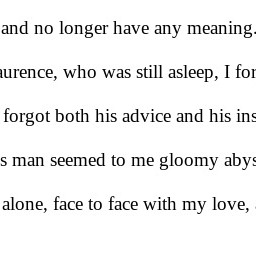 and no longer have any meaning.
aurence, who was still asleep, I for
forgot both his advice and his ins
s man seemed to me gloomy abys
alone, face to face with my love,